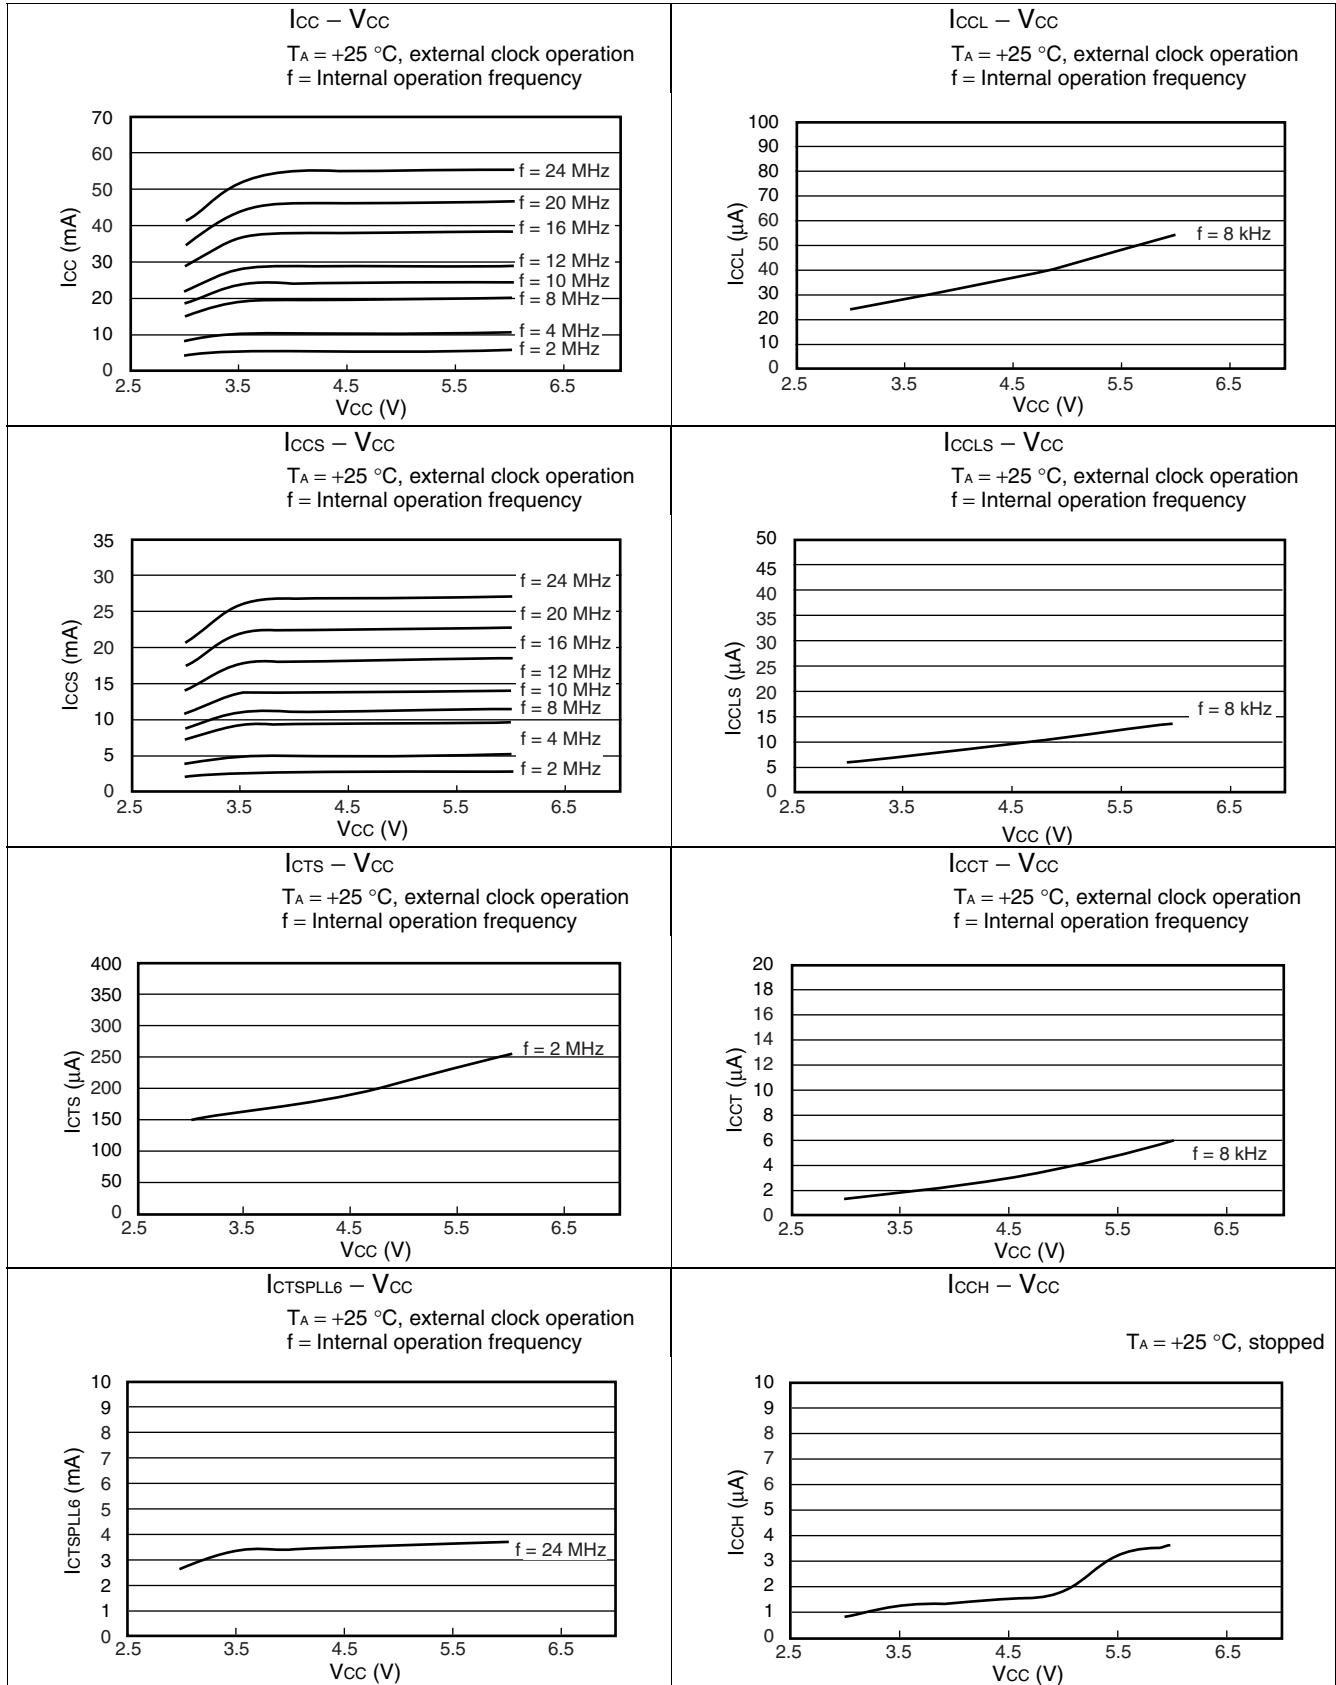 ICC – VCC
TA = +25 °C, external clock operation
f = Internal operation frequency
70
60
50
40
30
20
10
0
ICC (mA)
f = 24 MHz
f = 20 MHz
f = 16 MHz
f = 12 MHz
f = 10 MHz
f = 8 MHz
f = 4 MHz
f = 2 MHz
2.5 3.5 4.5 5.5 6.5
VCC (V)
ICCL – VCC
TA = +25 °C, external clock operation
f = Internal operation frequency
100
90
80
70
60
50
40
30
20
10
0
ICCL (µA)
f = 8 kHz
2.5 3.5 4.5 5.5 6.5
VCC (V)
ICCS – VCC
TA = +25 °C, external clock operation
f = Internal operation frequency
35
30
25
20
15
10
5
0
ICCS (mA)
f = 24 MHz
f = 20 MHz
f = 16 MHz
f = 12 MHz
f = 10 MHz
f = 8 MHz
f = 4 MHz
f = 2 MHz
2.5 3.5 4.5 5.5 6.5
VCC (V)
ICCLS – VCC
TA = +25 °C, external clock operation
f = Internal operation frequency
50
45
40
35
30
25
20
15
10
5
0
ICCLS (µA)
f = 8 kHz
2.5 3.5 4.5 5.5 6.5
VCC (V)
ICTS – VCC
TA = +25 °C, external clock operation
f = Internal operation frequency
400
350
300
250
200
150
100
50
0
ICTS (µA)
f = 2 MHz
2.5 3.5 4.5 5.5 6.5
VCC (V)
ICCT – VCC
TA = +25 °C, external clock operation
f = Internal operation frequency
20
18
16
14
12
10
8
6
4
2
0
ICCT (µA)
f = 8 kHz
2.5 3.5 4.5 5.5 6.5
VCC (V)
ICTSPLL6 – VCC
TA = +25 °C, external clock operation
f = Internal operation frequency
10
9
8
7
6
5
4
3
2
1
0
ICTSPLL6 (mA)
f = 24 MHz
2.5 3.5 4.5 5.5 6.5
VCC (V)
ICCH – VCC
TA = +25 °C, stopped
10
9
8
7
6
5
4
3
2
1
0
ICCH (µA)
2.5 3.5 4.5 5.5 6.5
VCC (V)